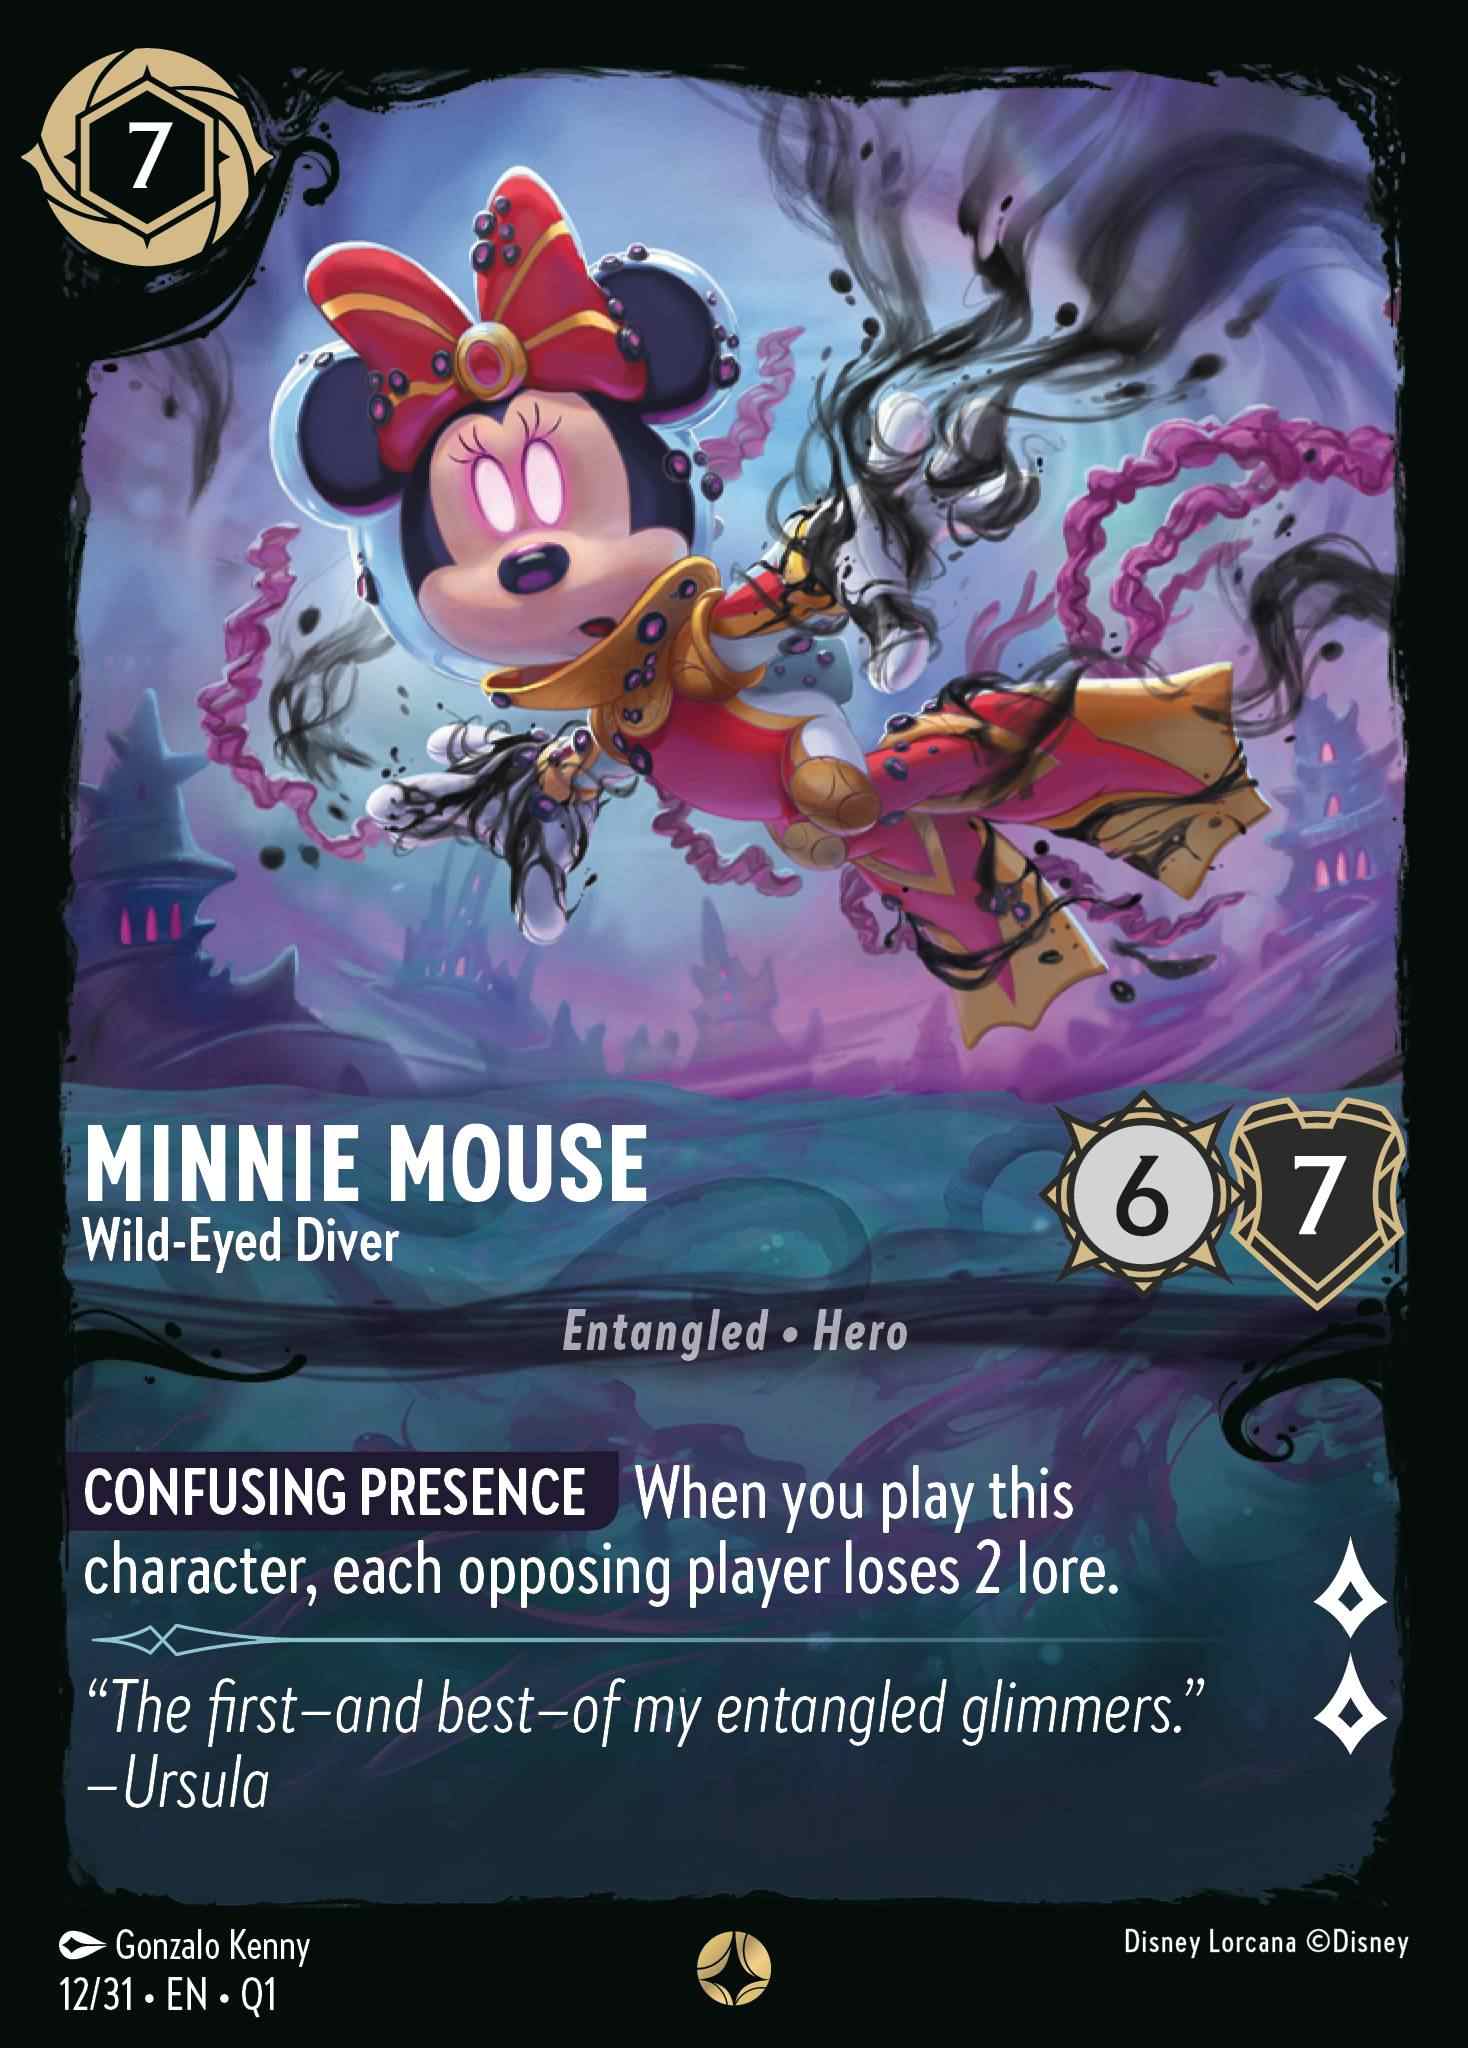 7
MINNIE MOUSE
Wild-Eyed Diver
6
7
Entangled • Hero
CONFUSING PRESENCE When you play this
character, each opposing player loses 2 lore.
“The first–and best–of my entangled glimmers.”
–Ursula
Gonzalo Kenny
12/31 • EN • Q1
Disney Lorcana ©Disney